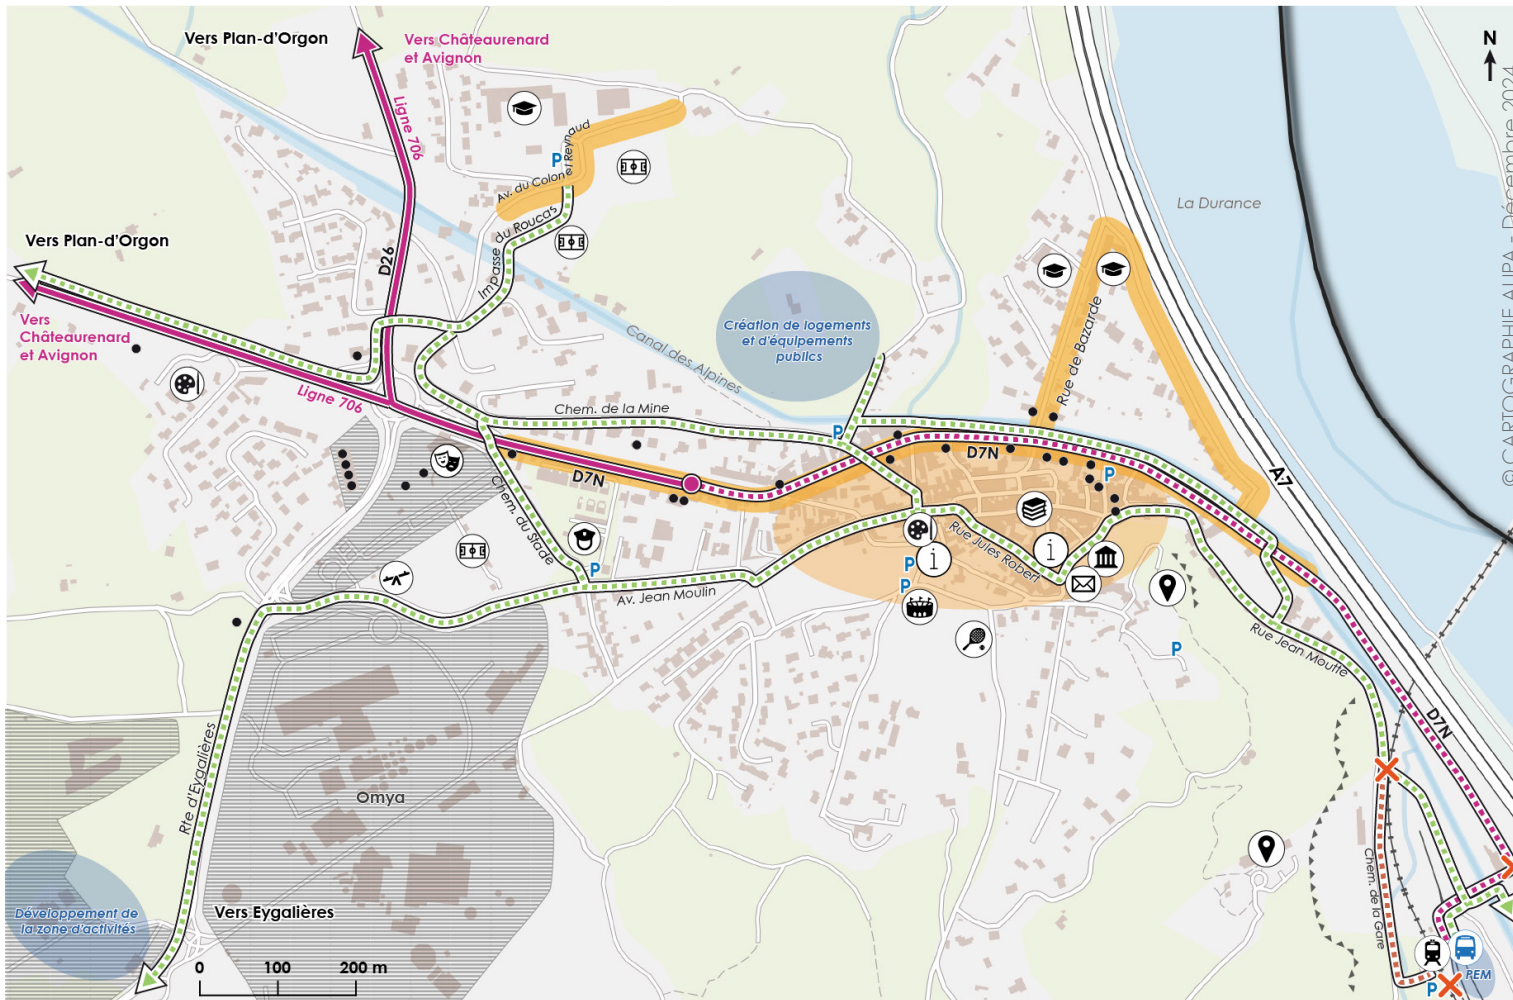 Vers Plan-d'Orgon
Vers Châteaurenard
et Avignon
N
Ligne 706
P
Av. du Colonel Reynaud
Impasse du Roucas
La Durance
Vers Plan-d'Orgon
D26
Vers
Châteaurenard
et Avignon
Ligne 706
Canal des Alpines
Création de logements
et d'équipements
publics
Rue de Bazarde
Chem. de la Mine
P
D7N
D7N
P
A7
Chem. du Stade
P
Av. Jean Moulin
Rue Jules Robert
i
i
P
P
P
Rue Jean Moutte
D7N
Rte d'Eygalières
Omya
Chem. de la Gare
Développement de
la zone d'activités
Vers Eygalières
0 100 200 m
PEM
P
© CARTOGRAPHIE AUPA - Décembre 2024